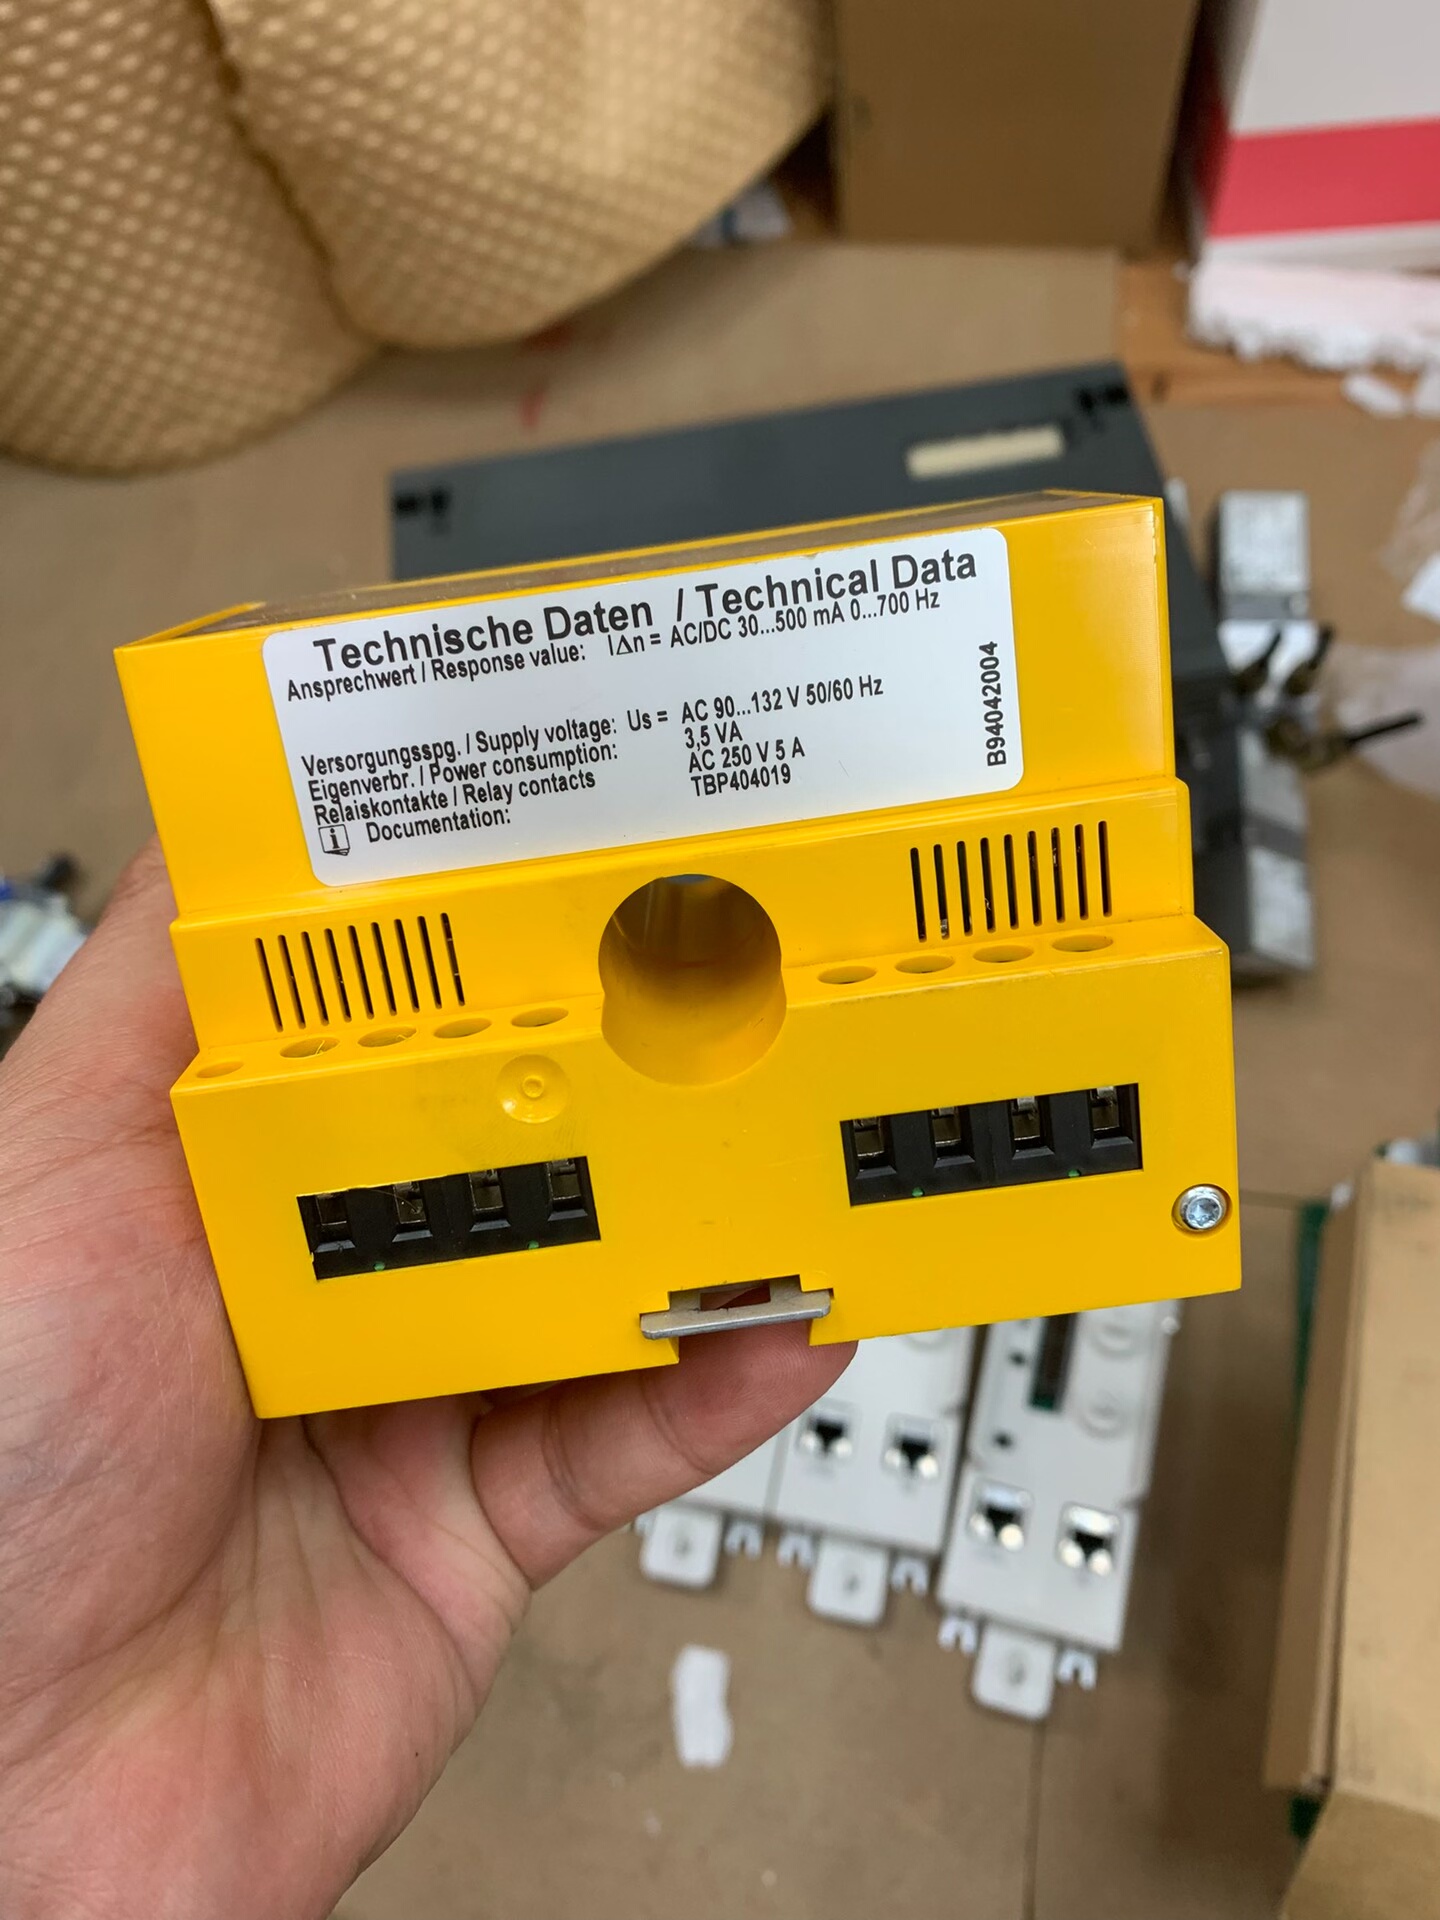 Technische Daten / Technical Data
Ansprechwert / Response value: I∆n = AC/DC 30...500 mA 0...700 Hz
Versorgungsspg. / Supply voltage: Us = AC 90...132 V 50/60 Hz
Eigenverbr. / Power consumption: 3,5 VA
Relaiskontakte / Relay contacts AC 250 V 5 A
i Documentation: TBP404019
B94042004